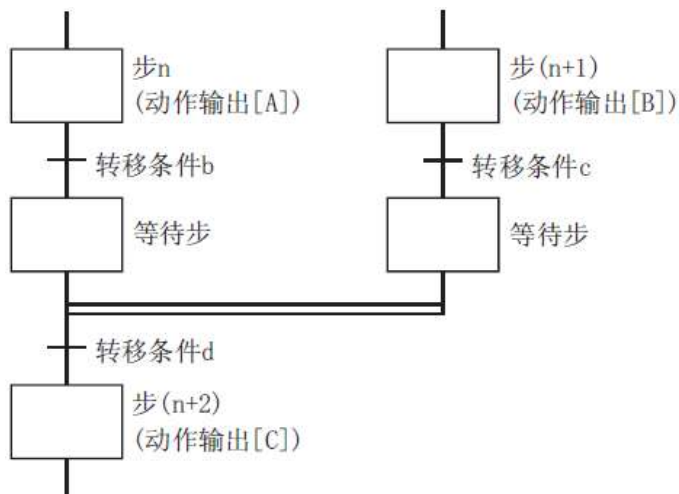 步n
(动作输出[A])
步(n+1)
(动作输出[B])
转移条件b
转移条件c
等待步
等待步
转移条件d
步(n+2)
(动作输出[C])